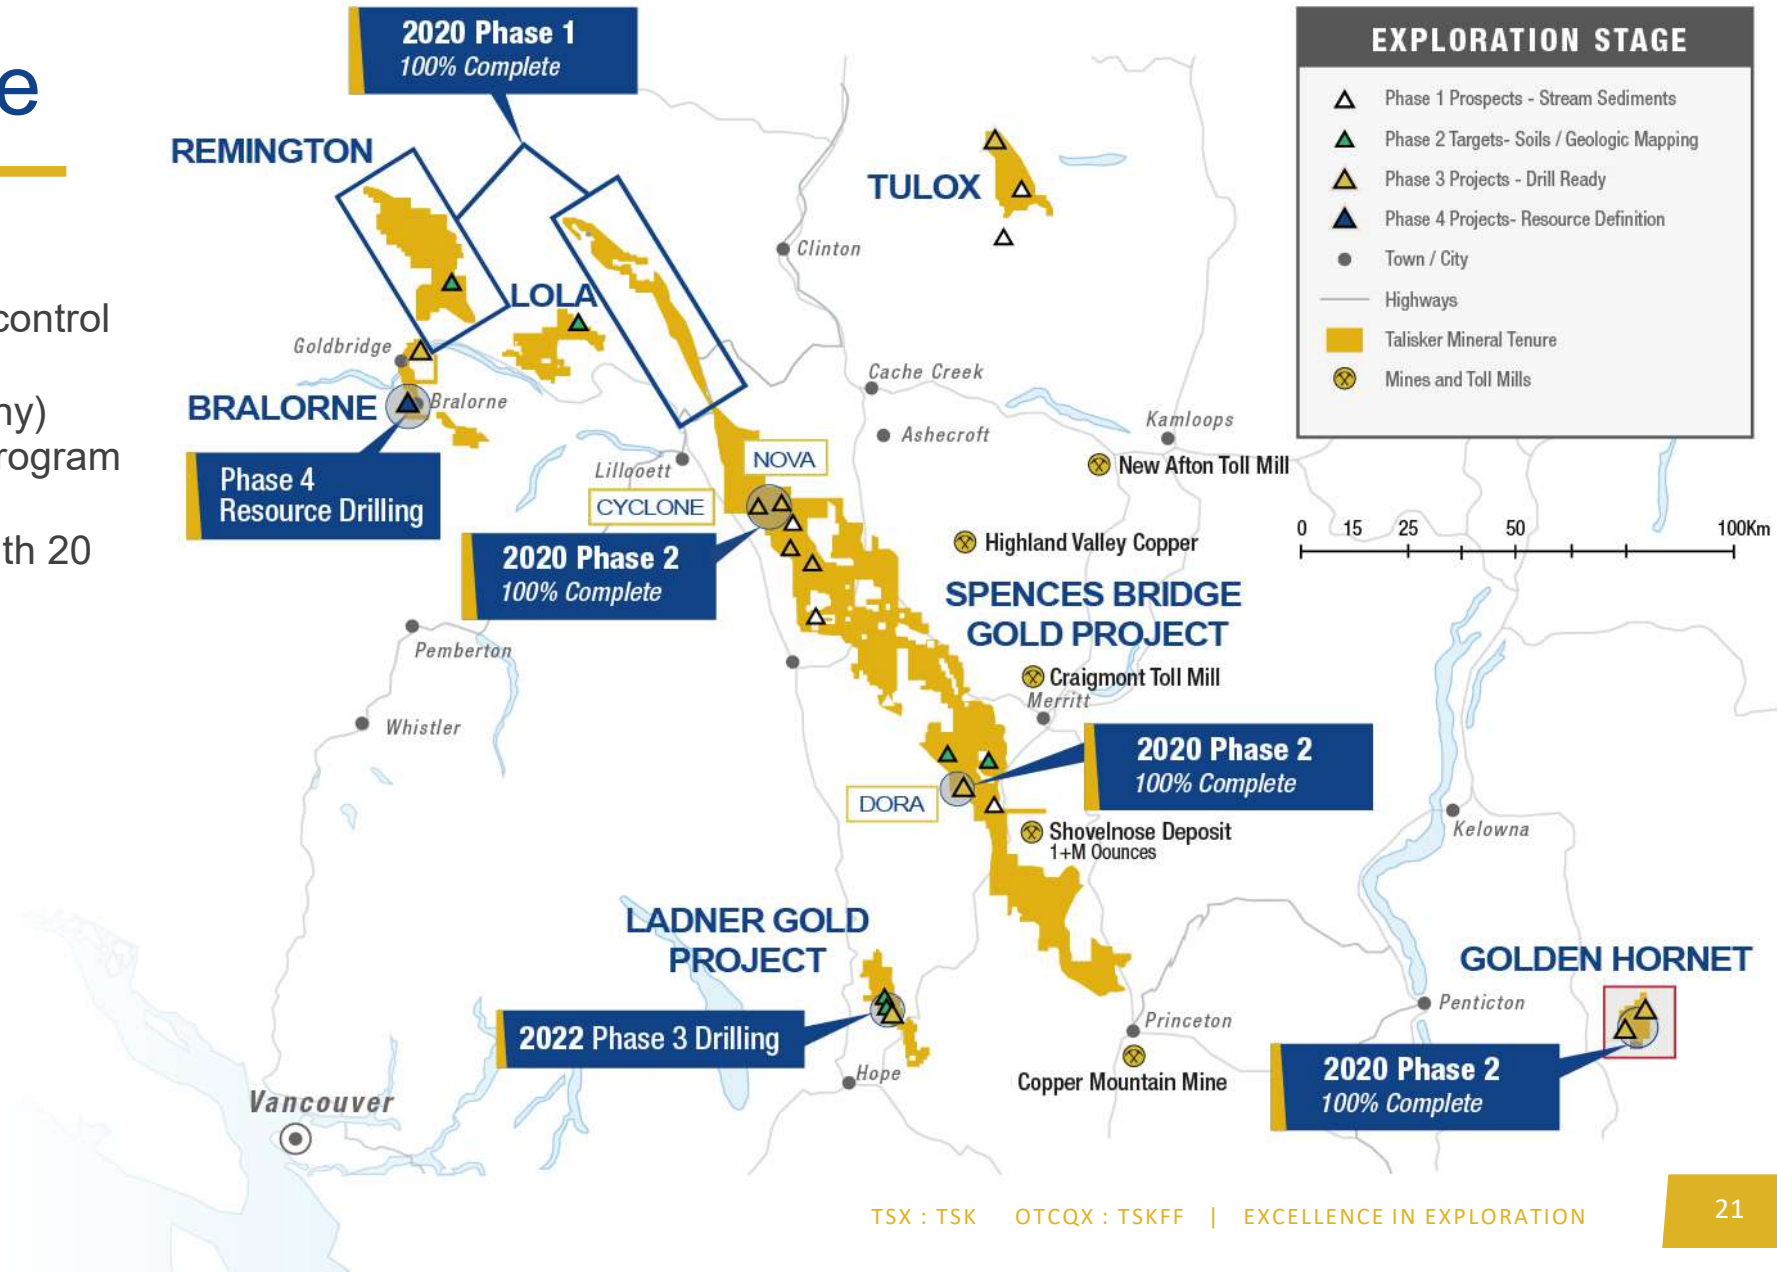 e
control
ny)
rogram
th 20
2020 Phase 1
100% Complete
REMINGTON
LOLA
TULOX
Clinton
Goldbridge
BRALORNE
Bralorne
Phase 4
Resource Drilling
Cache Creek
Ashecroft
Kamloops
New Afton Toll Mill
Lillooett
NOVA
CYCLONE
2020 Phase 2
100% Complete
Highland Valley Copper
SPENCES BRIDGE
GOLD PROJECT
Craigmont Toll Mill
Merritt
Pemberton
Whistler
2020 Phase 2
100% Complete
DORA
Shovelnose Deposit
1+M Oounces
Kelowna
LADNER GOLD
PROJECT
2022 Phase 3 Drilling
Hope
Princeton
Copper Mountain Mine
Penticton
GOLDEN HORNET
2020 Phase 2
100% Complete
Vancouver
EXPLORATION STAGE
Phase 1 Prospects - Stream Sediments
Phase 2 Targets- Soils / Geologic Mapping
Phase 3 Projects - Drill Ready
Phase 4 Projects- Resource Definition
Town / City
Highways
Talisker Mineral Tenure
Mines and Toll Mills
0 15 25 50 100Km
TSX : TSK OTCQX : TSKFF | EXCELLENCE IN EXPLORATION
21